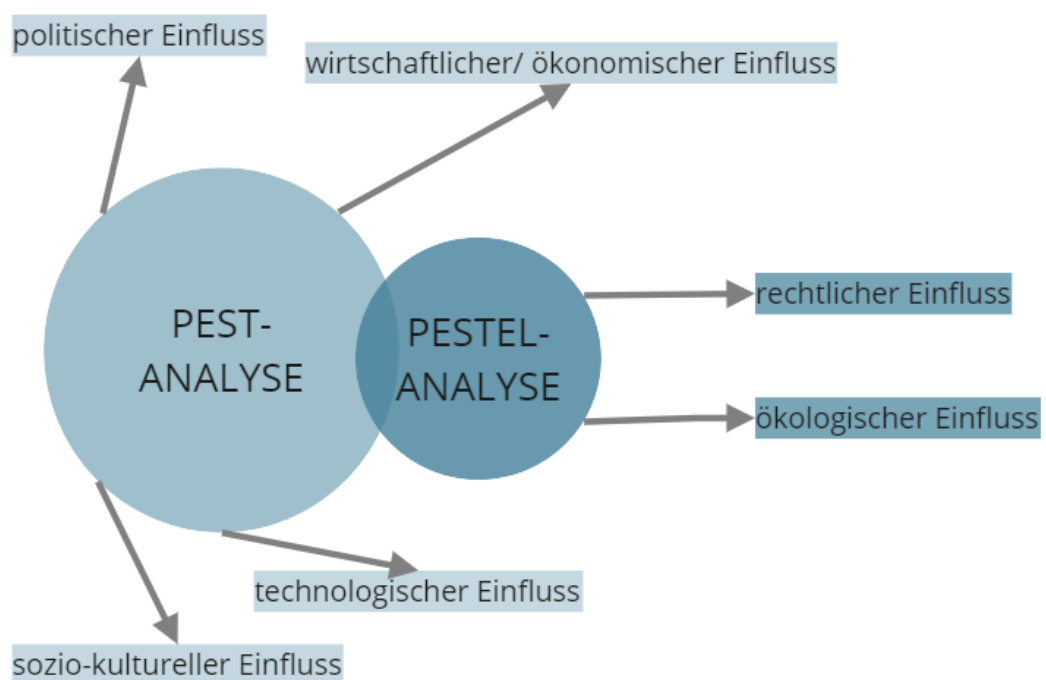 politischer Einfluss
wirtschaftlicher/ ökonomischer Einfluss
PEST-
ANALYSE
PESTEL-
ANALYSE
rechtlicher Einfluss
ökologischer Einfluss
technologischer Einfluss
sozio-kultureller Einfluss